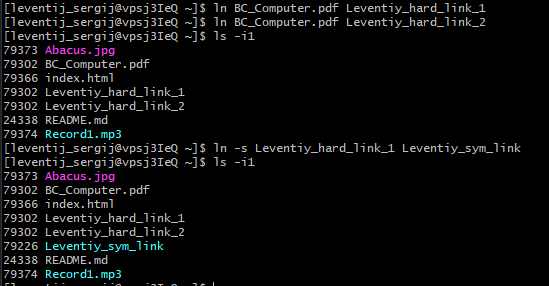 [leventij_sergij@vpsj3IeQ ~]$ ln BC_Computer.pdf Leventiy_hard_link_1
[leventij_sergij@vpsj3IeQ ~]$ ln BC_Computer.pdf Leventiy_hard_link_2
[leventij_sergij@vpsj3IeQ ~]$ ls -i1
79373 Abacus.jpg
79302 BC_Computer.pdf
79366 index.html
79302 Leventiy_hard_link_1
79302 Leventiy_hard_link_2
24338 README.md
79374 Record1.mp3
[leventij_sergij@vpsj3IeQ ~]$ ln -s Leventiy_hard_link_1 Leventiy_sym_link
[leventij_sergij@vpsj3IeQ ~]$ ls -i1
79373 Abacus.jpg
79302 BC_Computer.pdf
79366 index.html
79302 Leventiy_hard_link_1
79302 Leventiy_hard_link_2
79226 Leventiy_sym_link
24338 README.md
79374 Record1.mp3
[leventij_sergij@vpsj3IeQ ~]$